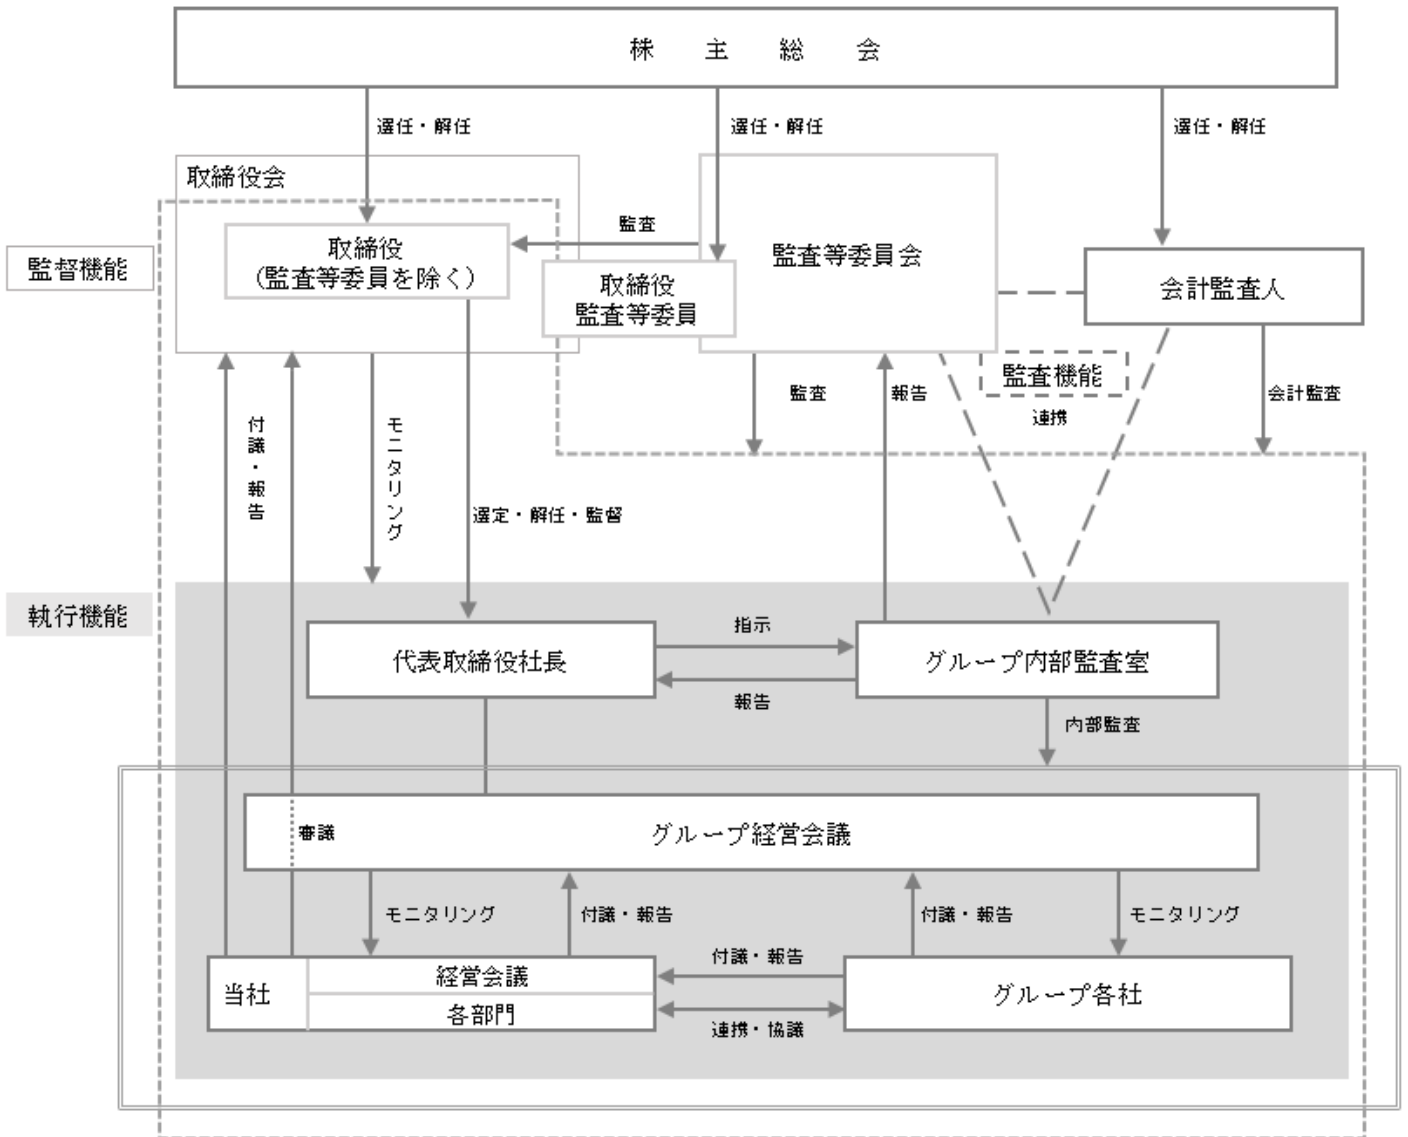 株主総会
選任・解任
選任・解任
選任・解任
取締役会
監査
取締役
(監査等委員を除く)
監査等委員会
監督機能
取締役
監査等委員
会計監査人
監査機能
監査
報告
会計監査
連携
付議・報告
モニタリング
選定・解任・監督
執行機能
指示
代表取締役社長
グループ内部監査室
報告
内部監査
審議
グループ経営会議
モニタリング
付議・報告
付議・報告
モニタリング
付議・報告
経営会議
当社
グループ各社
各部門
連携・協議